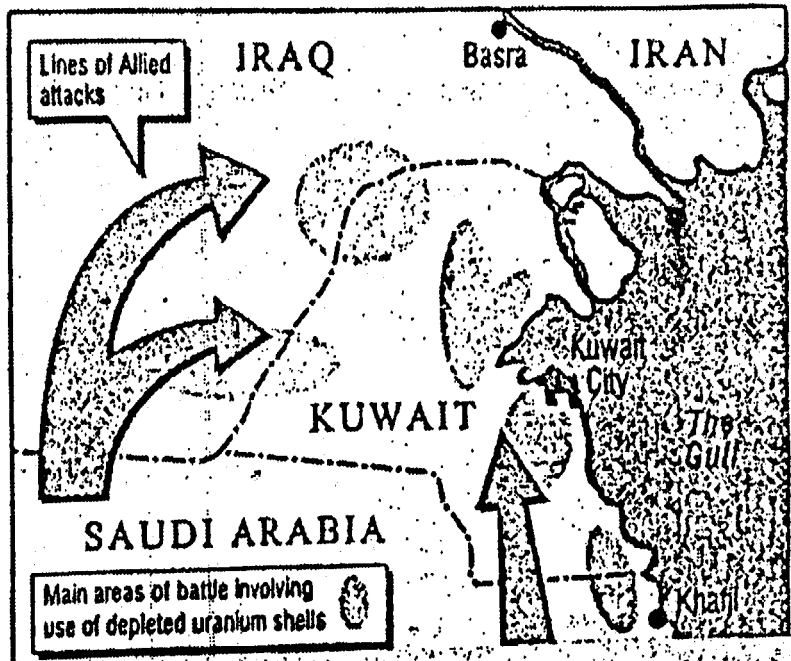 Lines of Allied
attacks
IRAQ
Basra
IRAN
Kuwait
City
KUWAIT
The
Gulf
SAUDI ARABIA
Main areas of battle involving
use of depleted uranium shells
Khafji